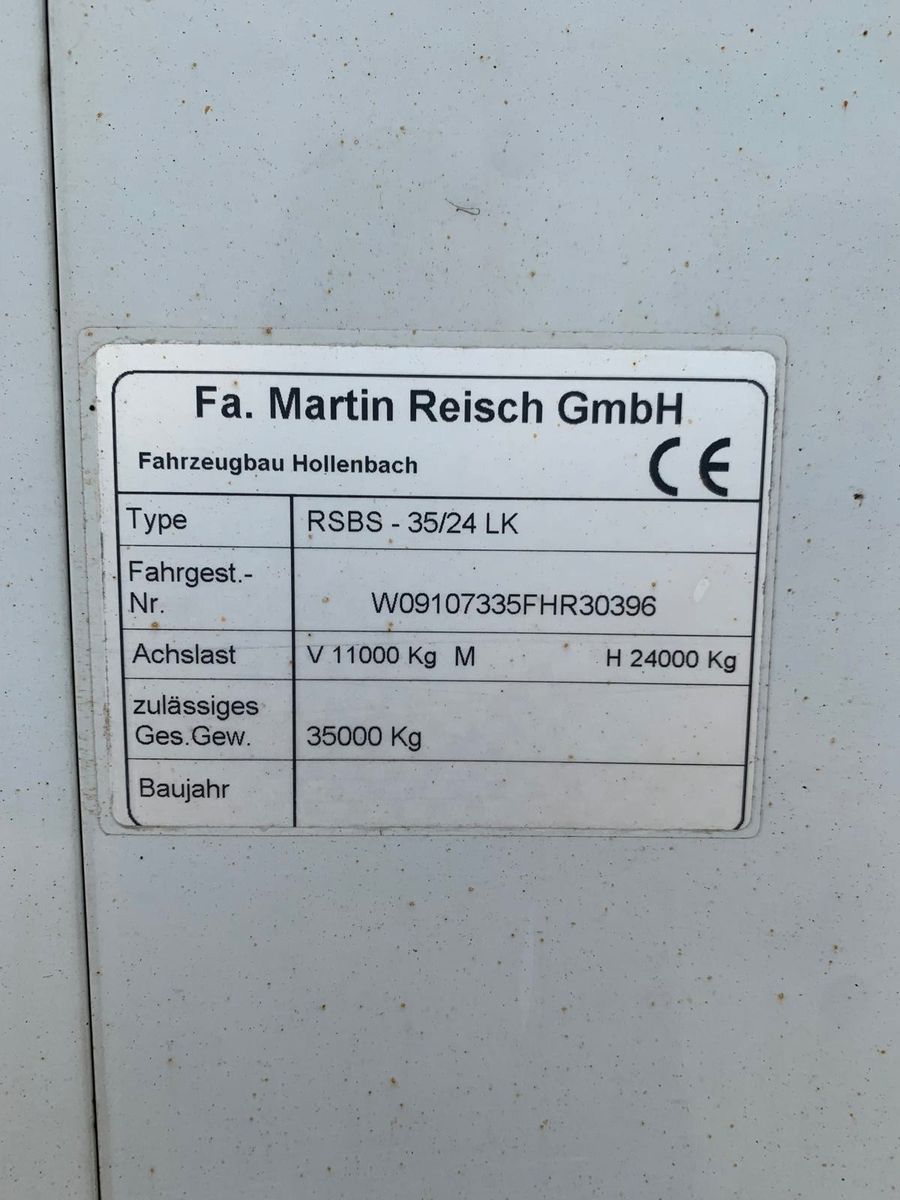 Fa. Martin Reisch GmbH
Fahrzeugbau Hollenbach CE
Type RSBS - 35/24 LK
Fahrgest.-
Nr. W09107335FHR30396
Achslast V 11000 Kg M H 24000 Kg
zulässiges
Ges.Gew. 35000 Kg
Baujahr